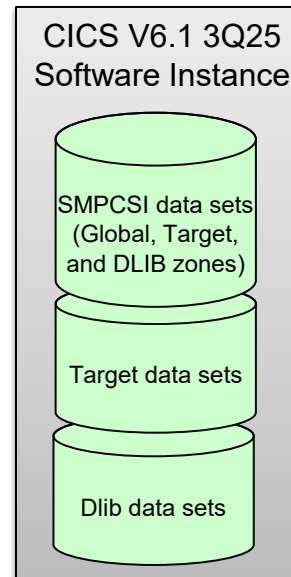 CICS V6.1 3Q25
Software Instance
SMPCSI data sets
(Global, Target,
and DLIB zones)
Target data sets
Dlib data sets